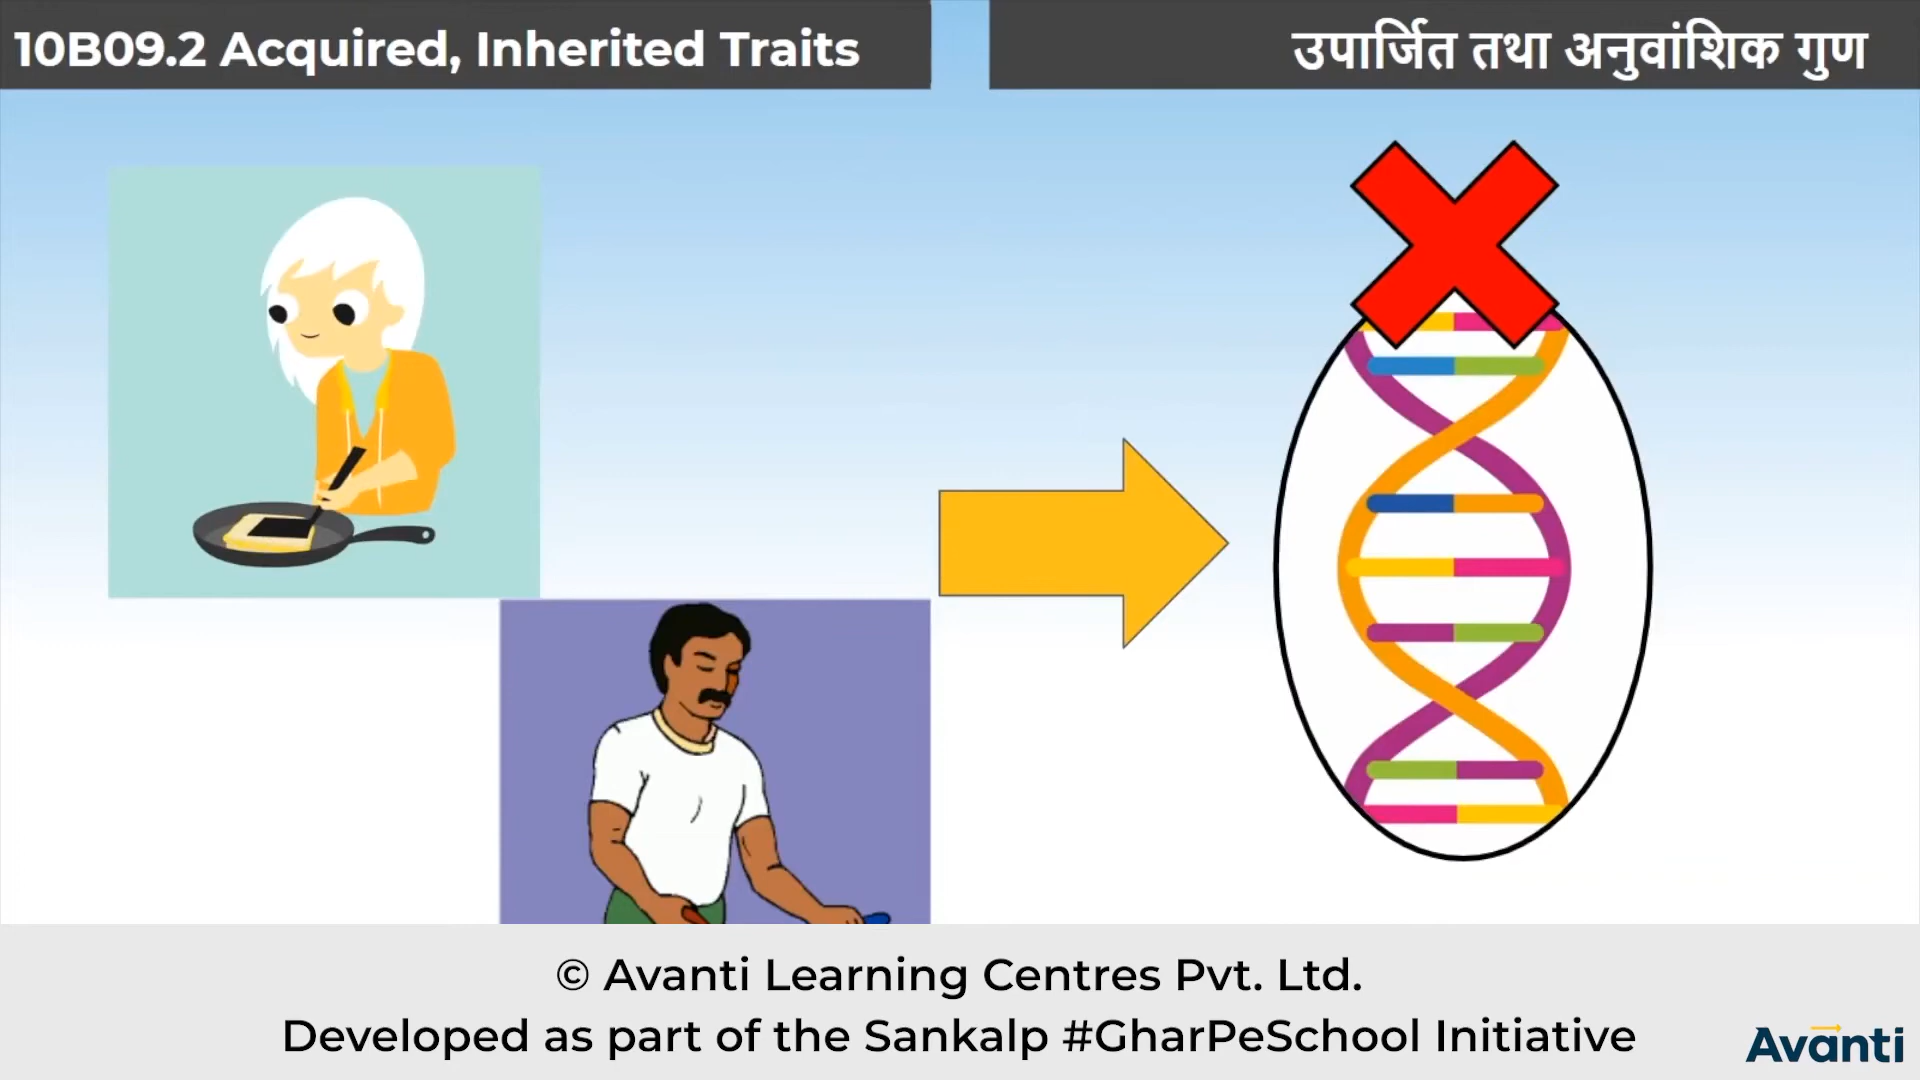 10B09.2 Acquired, Inherited Traits
उपार्जित तथा अनुवांशिक गुण
© Avanti Learning Centres Pvt. Ltd.
Developed as part of the Sankalp #GharPeSchool Initiative
Avanti